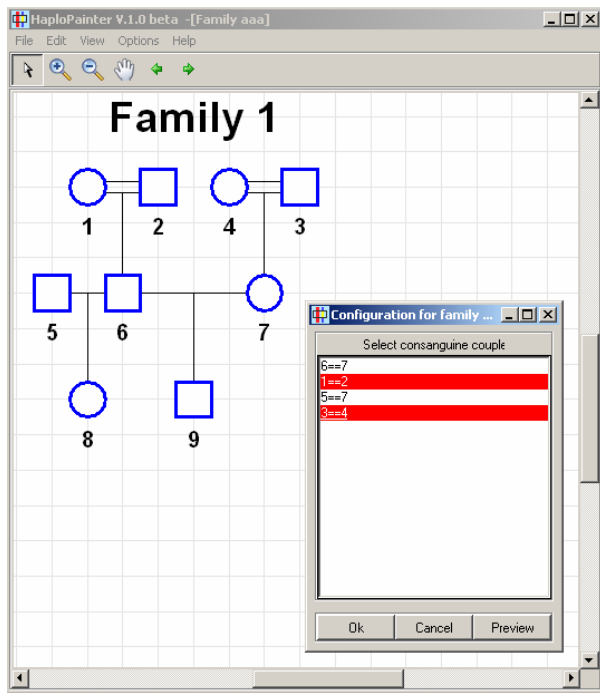 HaploPainter V.1.0 beta -[Family aaa]
File Edit View Options Help
Family 1
1 2 4 3
5 6 7
8 9
Configuration for family ...
Select consanguine couple
6==7
1==2
5==7
3==4
Ok Cancel Preview